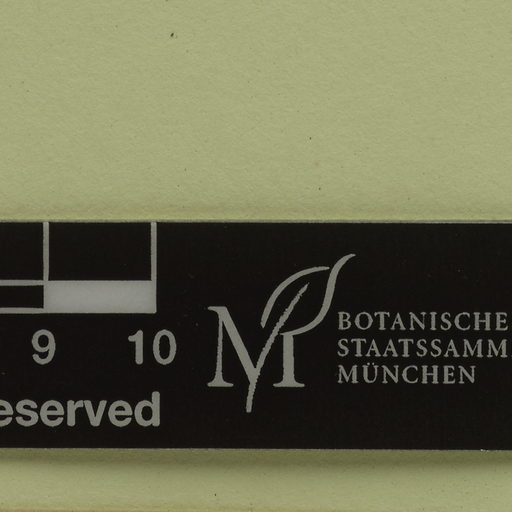 9 10
eserved
M
BOTANISCHE
STAATSSAMM
MÜNCHEN